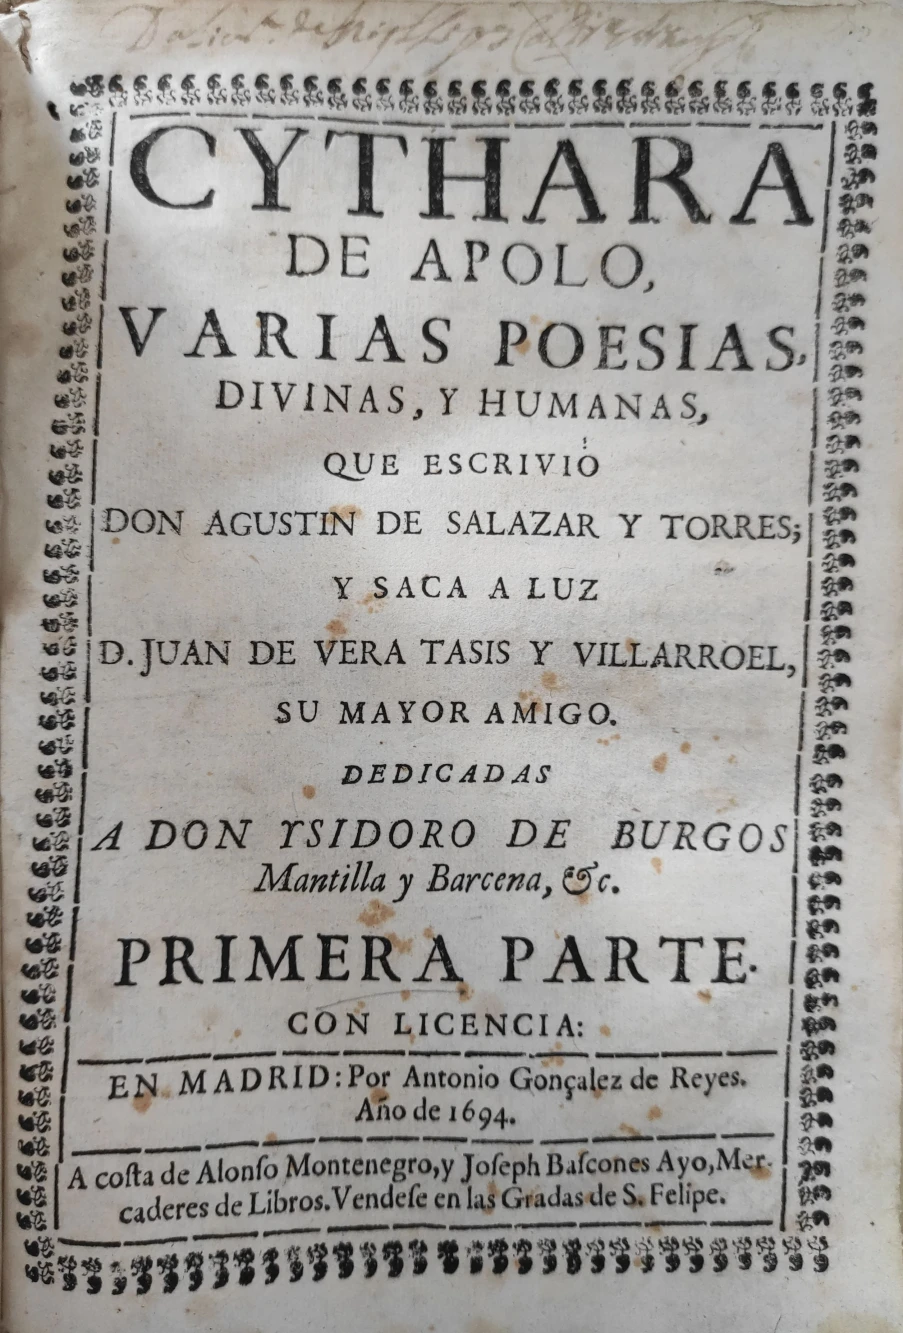 CYTHARA
DE APOLO,
VARIAS POESIAS,
DIVINAS, Y HUMANAS,
QUE ESCRIVIÒ
DON AGUSTIN DE SALAZAR Y TORRES;
Y SACA A LUZ
D. JUAN DE VERA TASIS Y VILLARROEL,
SU MAYOR AMIGO.
DEDICADAS
A DON YSIDORO DE BURGOS
Mantilla y Barcena, &c.
PRIMERA PARTE.
CON LICENCIA:
EN MADRID: Por Antonio Gonçalez de Reyes.
Año de 1694.
A coſta de Alonſo Montenegro, y Joſeph Baſcones Ayo, Mer-
caderes de Libros. Vendeſe en las Gradas de S. Felipe.